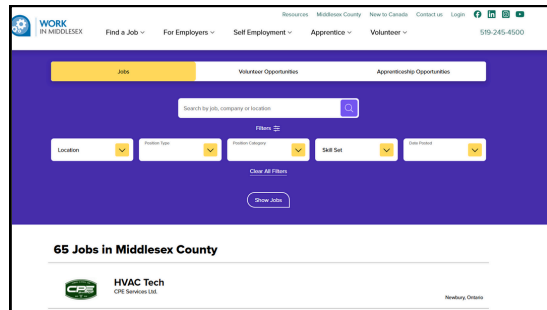 Resources Middlesex County New to Canada Contact us Login
WORK
IN MIDDLESEX
Find a Job For Employers Self Employment Apprentice Volunteer 519-245-4500
Jobs Volunteer Opportunities Apprenticeship Opportunities
Search by job, company or location
Filters
Location Position Type Position Category Skill Set Date Posted
Clear All Filters
Show Jobs
65 Jobs in Middlesex County
CPE
HVAC Tech
CPE Services Ltd.
Newbury, Ontario